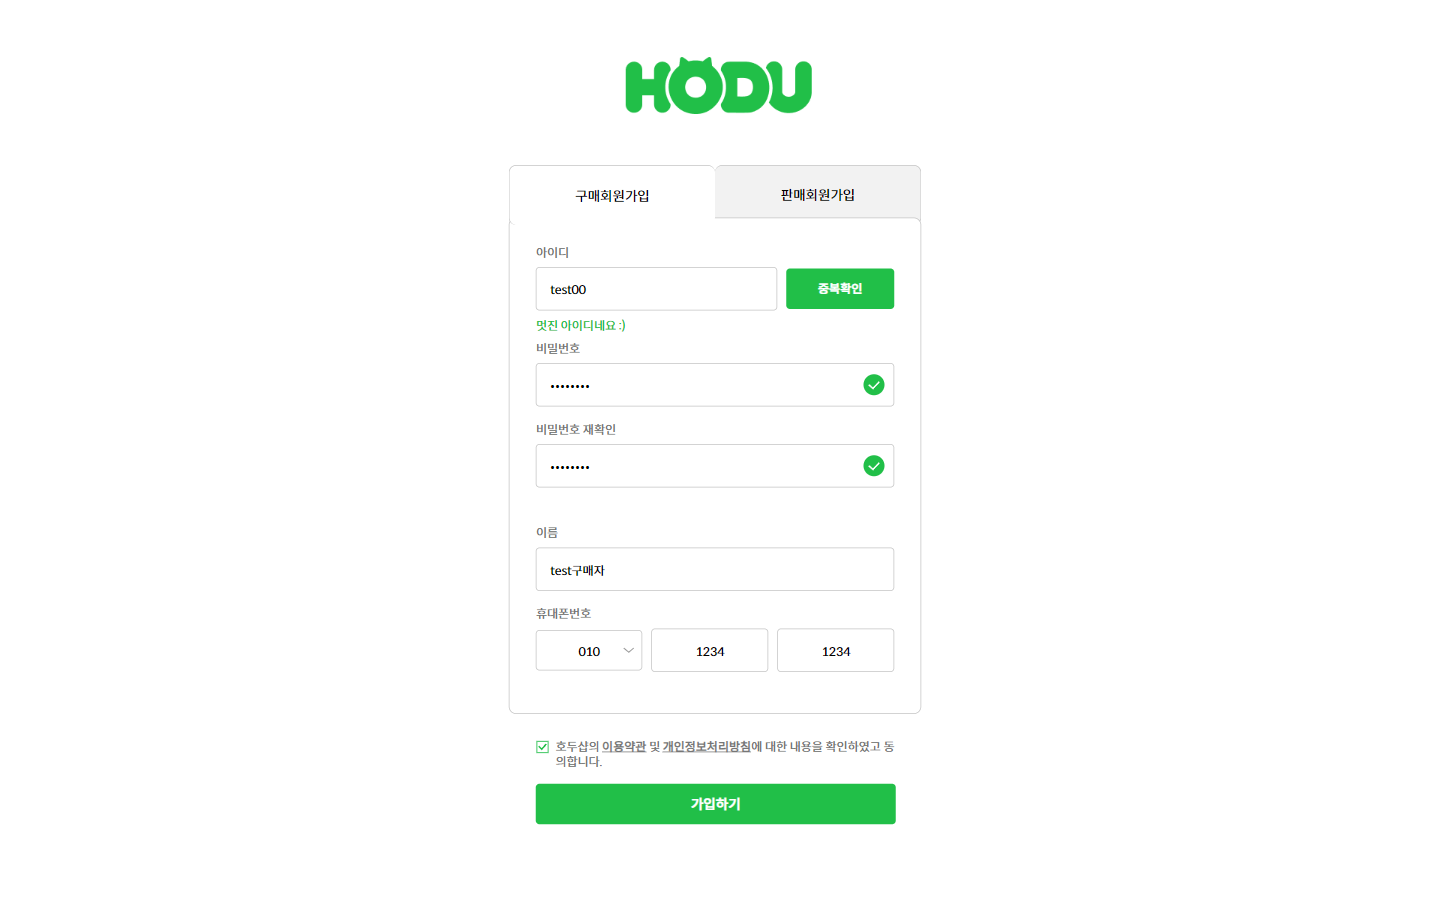 HODU
구매회원가입
판매회원가입
아이디
test00
중복확인
멋진 아이디네요 :)
비밀번호
••••••••
비밀번호 재확인
••••••••
이름
test구매자
휴대폰번호
010 1234 1234
호두샵의 이용약관 및 개인정보처리방침에 대한 내용을 확인하였고 동
의합니다.
가입하기